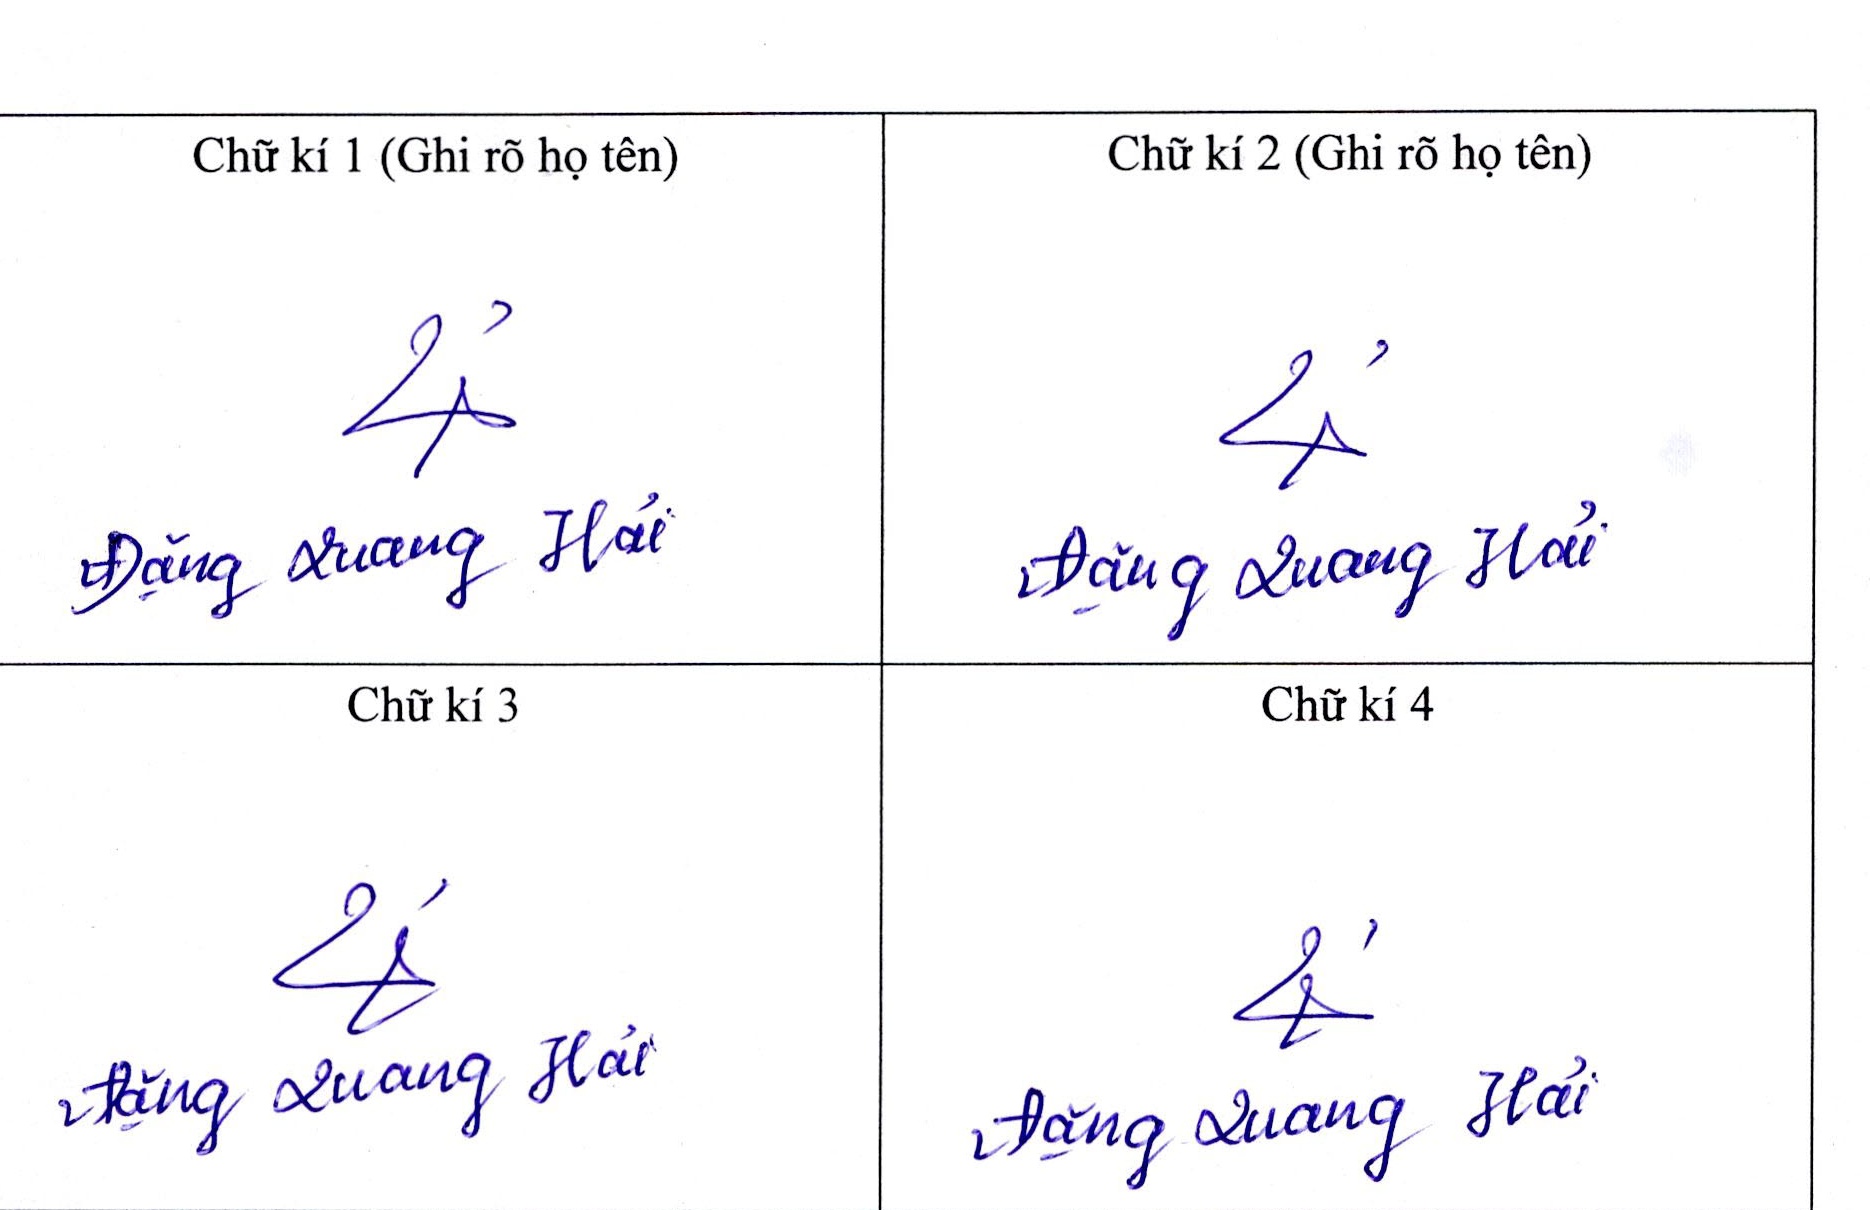 Chữ kí 1 (Ghi rõ họ tên)
Đặng Quang Hải
Chữ kí 2 (Ghi rõ họ tên)
Đặng Quang Hải
Chữ kí 3
Đặng Quang Hải
Chữ kí 4
Đặng Quang Hải